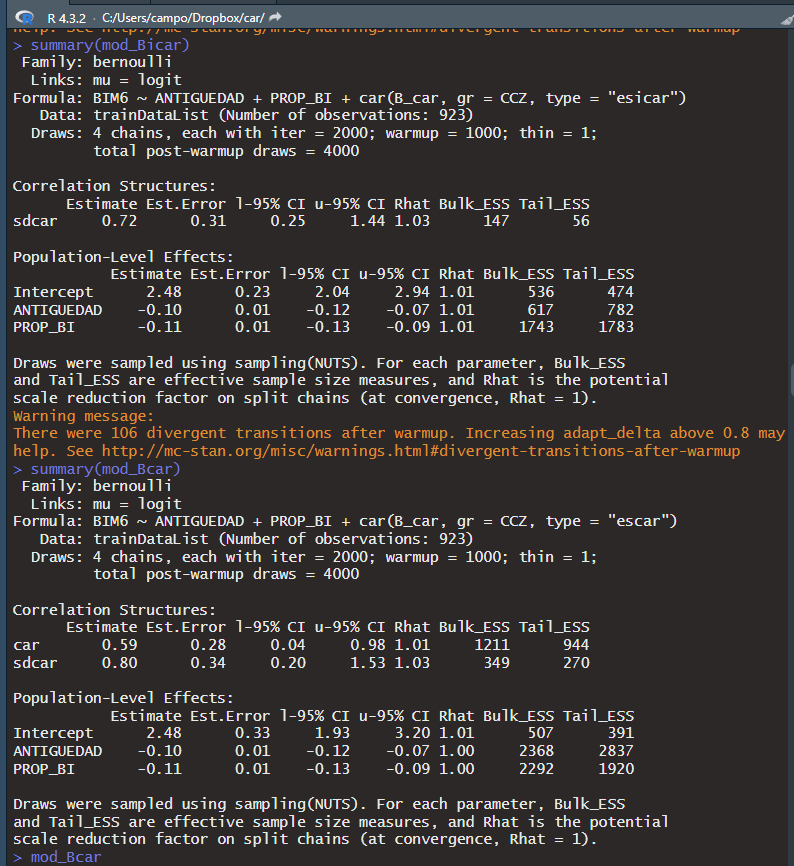 R 4.3.2 · C:/Users/campo/Dropbox/car/
help. See http://mc-stan.org/misc/warnings.html#divergent-transitions-after-warmup
> summary(mod_Bicar)
 Family: bernoulli
  Links: mu = logit
Formula: BIM6 ~ ANTIGUEDAD + PROP_BI + car(B_car, gr = CCZ, type = "esicar")
   Data: trainDataList (Number of observations: 923)
  Draws: 4 chains, each with iter = 2000; warmup = 1000; thin = 1;
         total post-warmup draws = 4000
Correlation Structures:
      Estimate Est.Error l-95% CI u-95% CI Rhat Bulk_ESS Tail_ESS
sdcar     0.72      0.31     0.25     1.44 1.03      147       56
Population-Level Effects:
           Estimate Est.Error l-95% CI u-95% CI Rhat Bulk_ESS Tail_ESS
Intercept      2.48      0.23     2.04     2.94 1.01      536      474
ANTIGUEDAD    -0.10      0.01    -0.12    -0.07 1.01      617      782
PROP_BI       -0.11      0.01    -0.13    -0.09 1.01     1743     1783
Draws were sampled using sampling(NUTS). For each parameter, Bulk_ESS
and Tail_ESS are effective sample size measures, and Rhat is the potential
scale reduction factor on split chains (at convergence, Rhat = 1).
Warning message:
There were 106 divergent transitions after warmup. Increasing adapt_delta above 0.8 may
help. See http://mc-stan.org/misc/warnings.html#divergent-transitions-after-warmup
> summary(mod_Bcar)
 Family: bernoulli
  Links: mu = logit
Formula: BIM6 ~ ANTIGUEDAD + PROP_BI + car(B_car, gr = CCZ, type = "escar")
   Data: trainDataList (Number of observations: 923)
  Draws: 4 chains, each with iter = 2000; warmup = 1000; thin = 1;
         total post-warmup draws = 4000
Correlation Structures:
      Estimate Est.Error l-95% CI u-95% CI Rhat Bulk_ESS Tail_ESS
car       0.59      0.28     0.04     0.98 1.01     1211      944
sdcar     0.80      0.34     0.20     1.53 1.03      349      270
Population-Level Effects:
           Estimate Est.Error l-95% CI u-95% CI Rhat Bulk_ESS Tail_ESS
Intercept      2.48      0.33     1.93     3.20 1.01      507      391
ANTIGUEDAD    -0.10      0.01    -0.12    -0.07 1.00     2368     2837
PROP_BI       -0.11      0.01    -0.13    -0.09 1.00     2292     1920
Draws were sampled using sampling(NUTS). For each parameter, Bulk_ESS
and Tail_ESS are effective sample size measures, and Rhat is the potential
scale reduction factor on split chains (at convergence, Rhat = 1).
> mod_Bcar